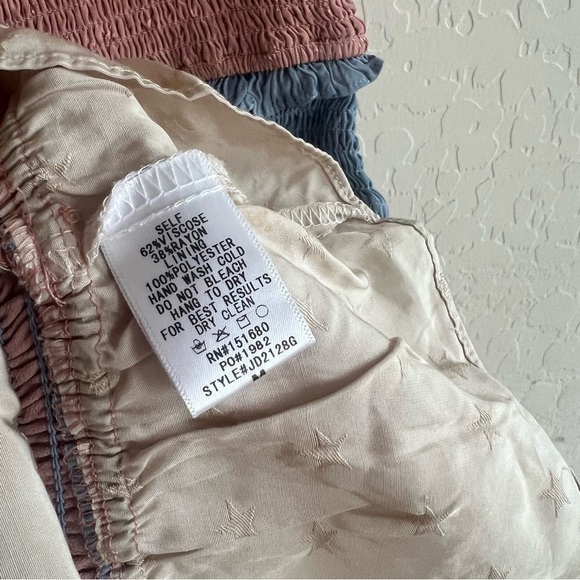 SELF
62%VISCOSE
38%RAYON
LINING
100%POLYESTER
HAND WASH COLD
DO NOT BLEACH
HANG TO DRY
FOR BEST RESULTS
DRY CLEAN
RN#151680
PO#1982
STYLE#JD2128G
M